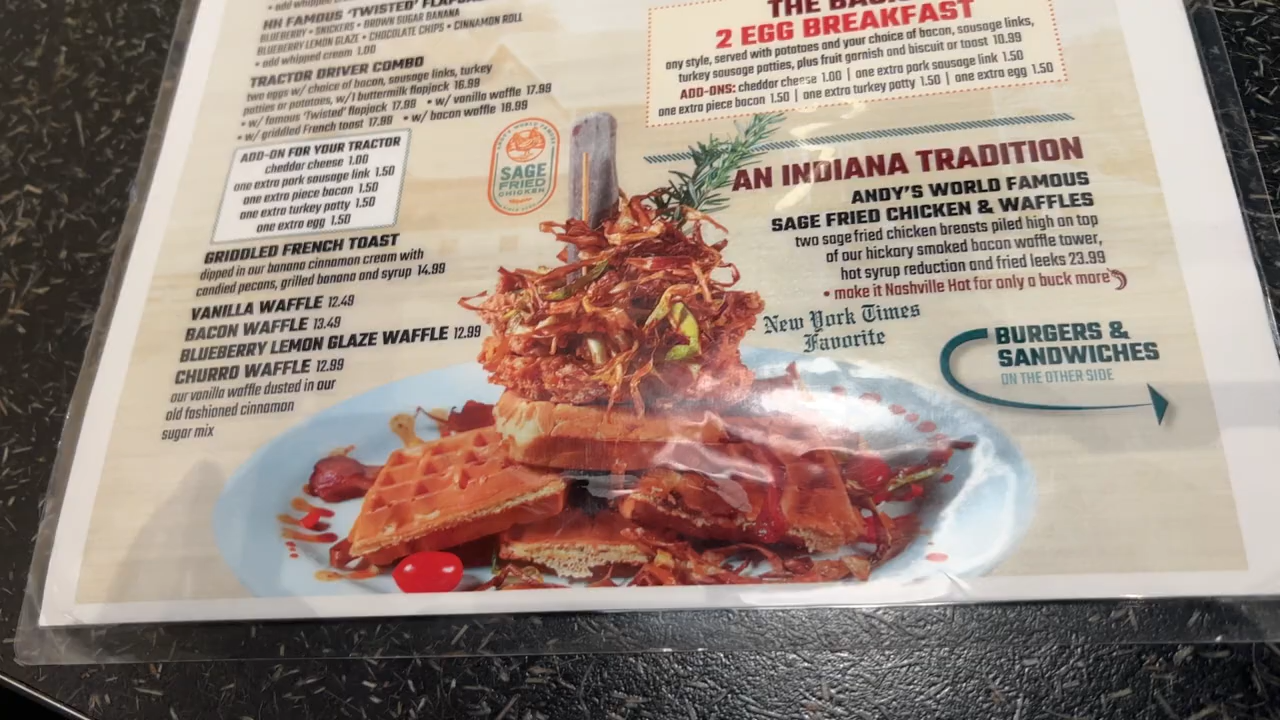 add whipped
HH FAMOUS 'TWISTED'
BLUEBERRY • SNICKERS • BROWN SUGAR BANANA
BLUEBERRY LEMON GLAZE • CHOCOLATE CHIPS • CINNAMON ROLL
• add whipped cream 1.00
TRACTOR DRIVER COMBO
two eggs w/ choice of bacon, sausage links, turkey
patties or potatoes, w/1 buttermilk flapjack 16.99
• w/ famous 'Twisted' flapjack 17.99 • w/ vanilla waffle 17.99
• w/ griddled French toast 17.99 • w/ bacon waffle 18.99
ADD-ON FOR YOUR TRACTOR
cheddar cheese 1.00
one extra pork sausage link 1.50
one extra piece bacon 1.50
one extra turkey patty 1.50
one extra egg 1.50
GRIDDLED FRENCH TOAST
dipped in our banana cinnamon cream with
candied pecans, grilled banana and syrup 14.99
VANILLA WAFFLE 12.49
BACON WAFFLE 13.49
BLUEBERRY LEMON GLAZE WAFFLE 12.99
CHURRO WAFFLE 12.99
our vanilla waffle dusted in our
old fashioned cinnamon
sugar mix
SAGE
FRIED
CHICKEN
THE
2 EGG BREAKFAST
any style, served with potatoes and your choice of bacon, sausage links,
turkey sausage patties, plus fruit garnish and biscuit or toast 10.99
ADD-ONS: cheddar cheese 1.00 | one extra pork sausage link 1.50
one extra piece bacon 1.50 | one extra turkey patty 1.50 | one extra egg 1.50
AN INDIANA TRADITION
ANDY'S WORLD FAMOUS
SAGE FRIED CHICKEN & WAFFLES
two sage fried chicken breasts piled high on top
of our hickory smoked bacon waffle tower,
hot syrup reduction and fried leeks 23.99
• make it Nashville Hot for only a buck more
New York Times
Favorite
BURGERS &
SANDWICHES
ON THE OTHER SIDE